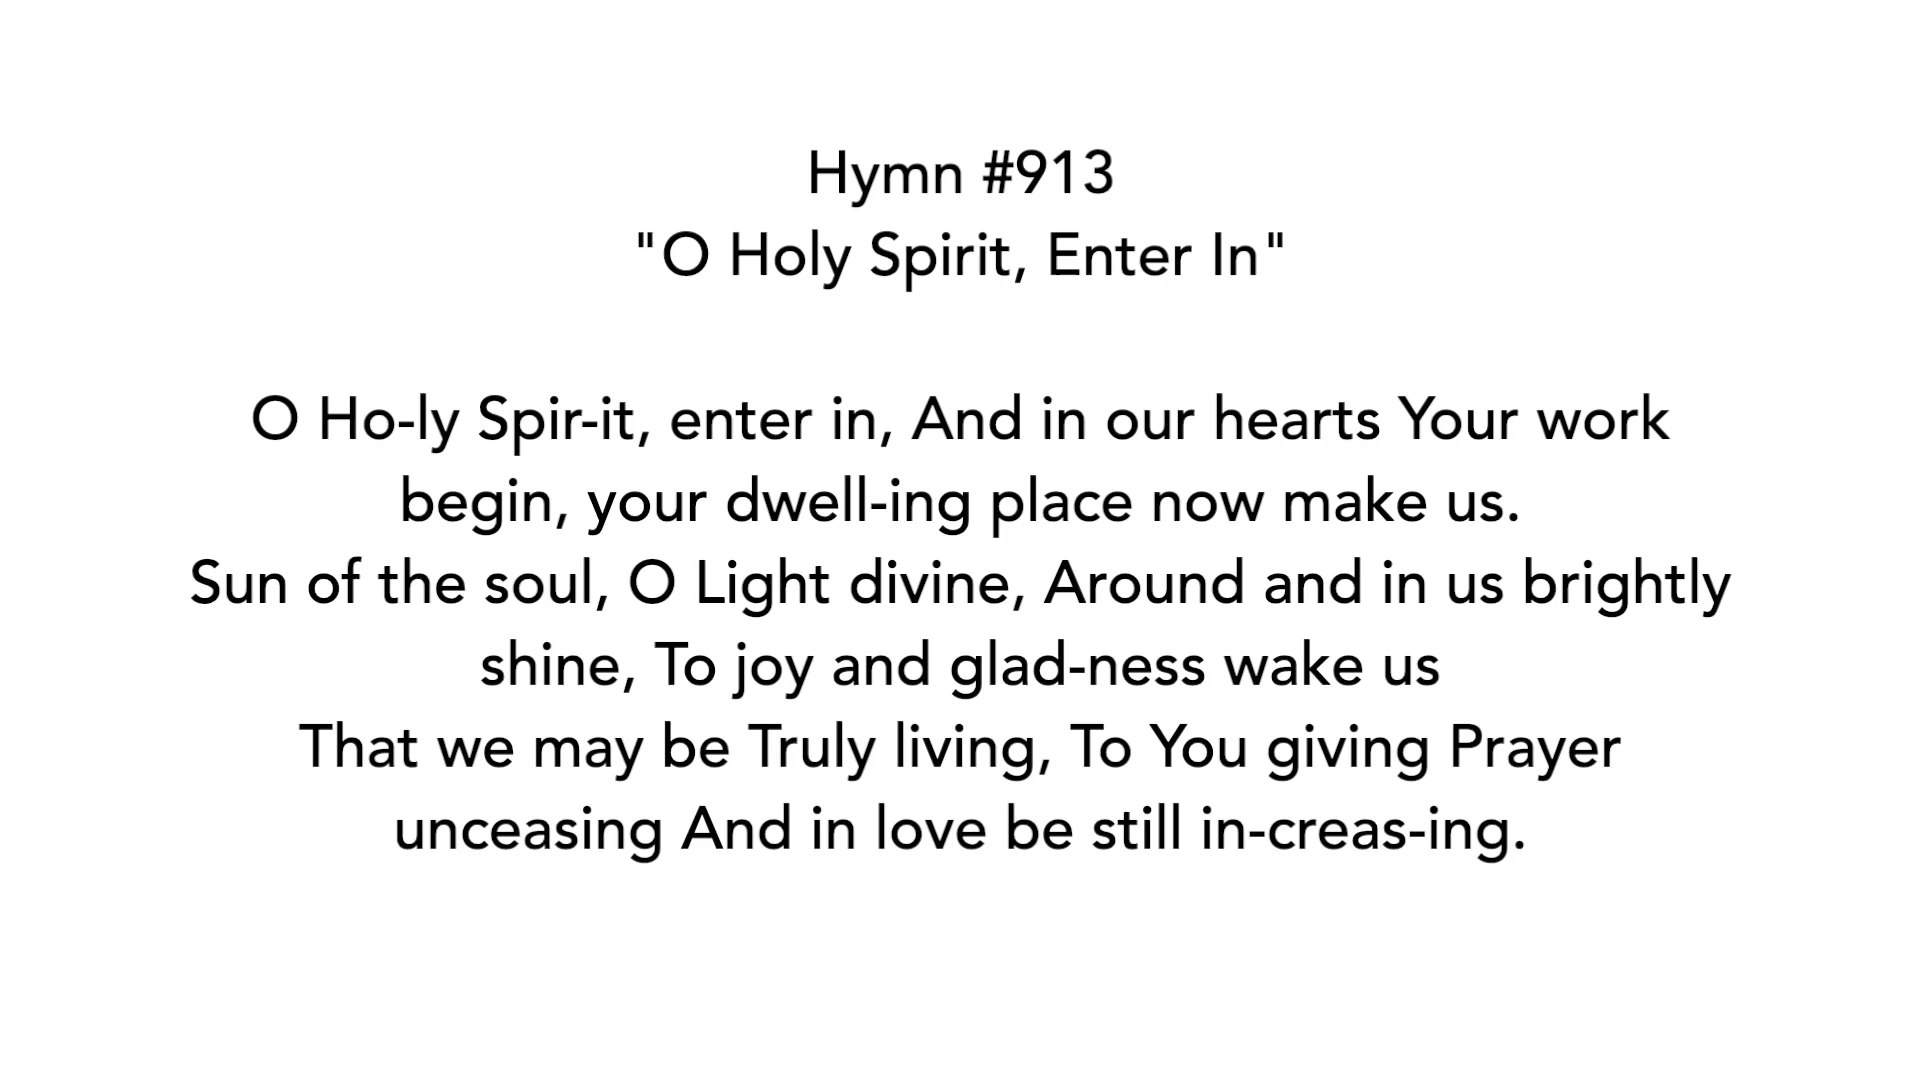 Hymn #913
"O Holy Spirit, Enter In"
O Ho-ly Spir-it, enter in, And in our hearts Your work
begin, your dwell-ing place now make us.
Sun of the soul, O Light divine, Around and in us brightly
shine, To joy and glad-ness wake us
That we may be Truly living, To You giving Prayer
unceasing And in love be still in-creas-ing.